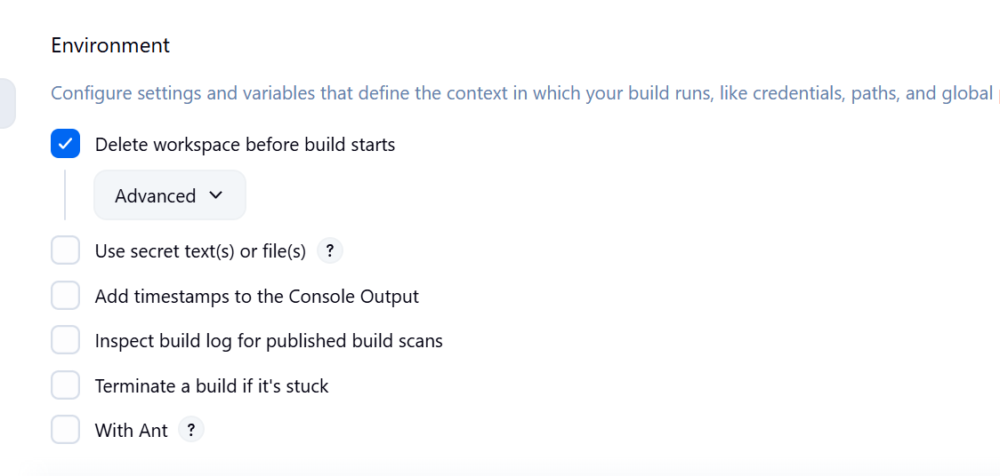 Environment
Configure settings and variables that define the context in which your build runs, like credentials, paths, and global
Delete workspace before build starts
Advanced
Use secret text(s) or file(s) ?
Add timestamps to the Console Output
Inspect build log for published build scans
Terminate a build if it's stuck
With Ant ?